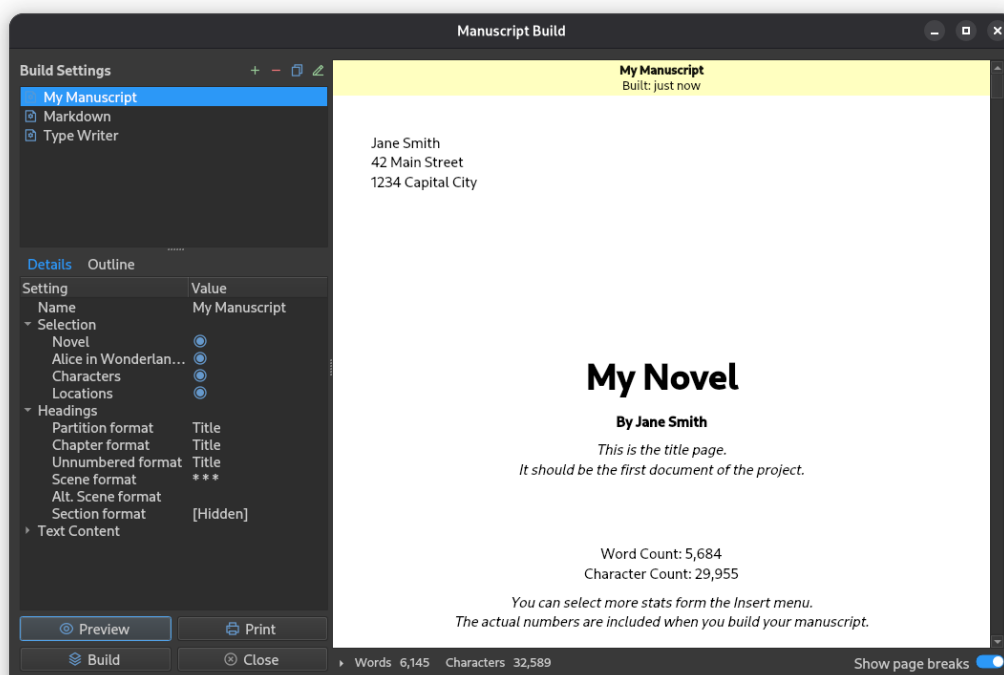 Manuscript Build
Build Settings
My Manuscript
Markdown
Type Writer
Details Outline
Setting Value
Name My Manuscript
Selection
Novel
Alice in Wonderlan...
Characters
Locations
Headings
Partition format Title
Chapter format Title
Unnumbered format Title
Scene format * * *
Alt. Scene format
Section format [Hidden]
Text Content
Preview Print
Build Close
My Manuscript
Built: just now
Jane Smith
42 Main Street
1234 Capital City
My Novel
By Jane Smith
This is the title page.
It should be the first document of the project.
Word Count: 5,684
Character Count: 29,955
You can select more stats form the Insert menu.
The actual numbers are included when you build your manuscript.
Words 6,145 Characters 32,589 Show page breaks